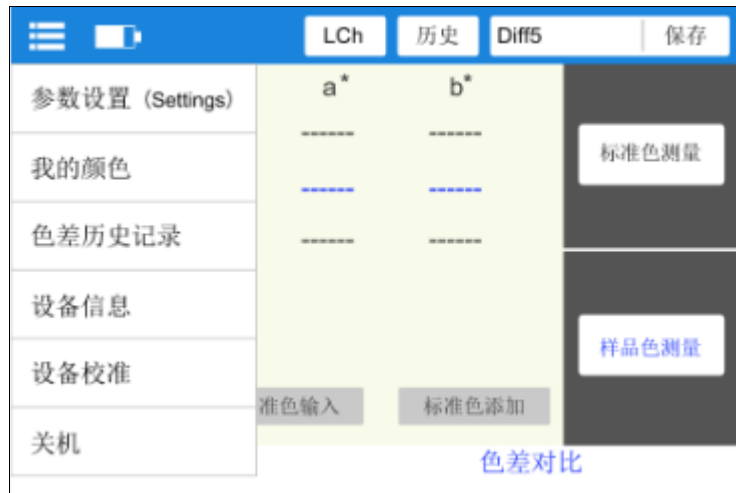 LCh 历史 Diff5 保存
参数设置（Settings）
我的颜色
色差历史记录
设备信息
设备校准
关机
a* b*
------ ------
------ ------
------ ------
准色输入 标准色添加
标准色测量
样品色测量
色差对比